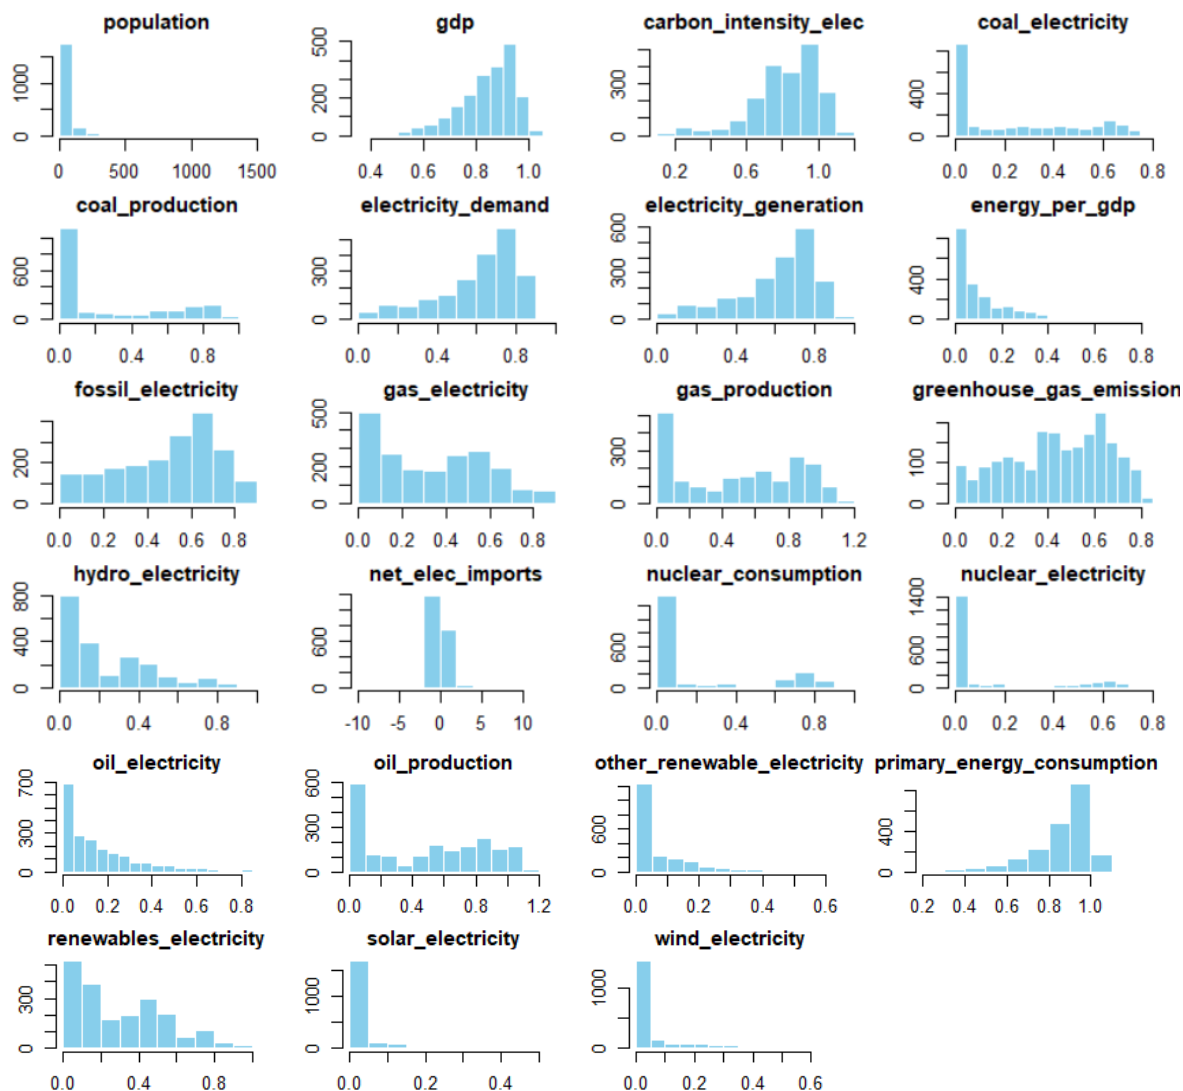 population gdp carbon_intensity_elec coal_electricity
0 1000
0 200 500
0 300
0 400
0 500 1000 1500
0.4 0.6 0.8 1.0
0.2 0.6 1.0
0.0 0.2 0.4 0.6 0.8
coal_production electricity_demand electricity_generation energy_per_gdp
0 600
0 300
0 300 600
0 400
0.0 0.4 0.8
0.0 0.4 0.8
0.0 0.4 0.8
0.0 0.2 0.4 0.6 0.8
fossil_electricity gas_electricity gas_production greenhouse_gas_emission
0 200
0 200 500
0 300
0 100
0.0 0.2 0.4 0.6 0.8
0.0 0.2 0.4 0.6 0.8
0.0 0.4 0.8 1.2
0.0 0.2 0.4 0.6 0.8
hydro_electricity net_elec_imports nuclear_consumption nuclear_electricity
0 400 800
0 600
0 600
0 600 1400
0.0 0.4 0.8
-10 -5 0 5 10
0.0 0.4 0.8
0.0 0.2 0.4 0.6 0.8
oil_electricity oil_production other_renewable_electricity primary_energy_consumption
0 300 700
0 300 600
0 600
0 400
0.0 0.2 0.4 0.6 0.8
0.0 0.4 0.8 1.2
0.0 0.2 0.4 0.6
0.2 0.4 0.6 0.8 1.0
renewables_electricity solar_electricity wind_electricity
0 300
0 1000
0 1000
0.0 0.4 0.8
0.0 0.2 0.4
0.0 0.2 0.4 0.6